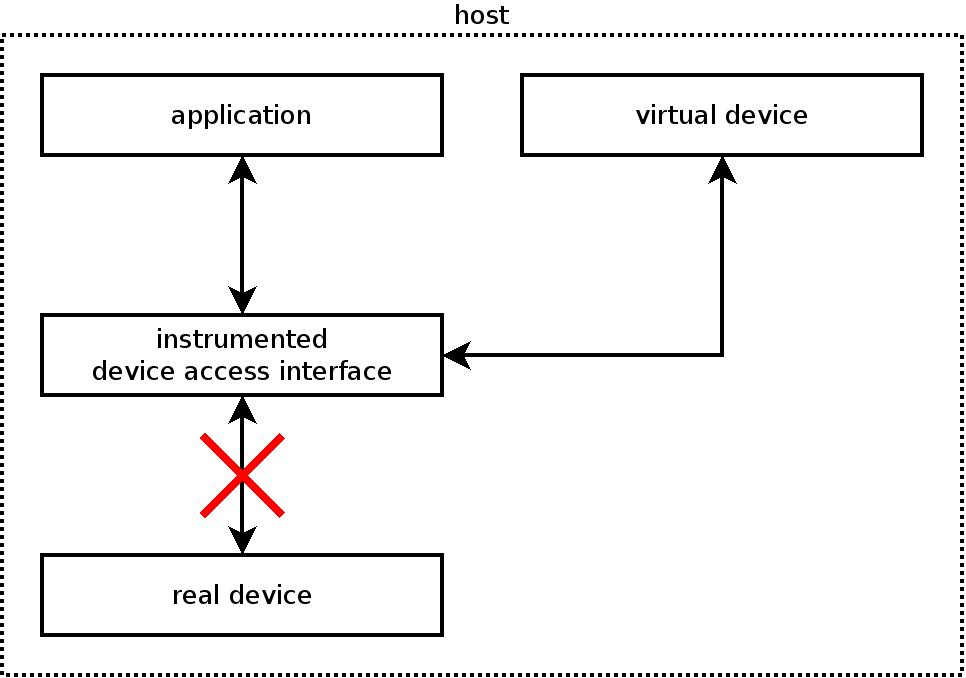 host
application
virtual device
instrumented
device access interface
real device